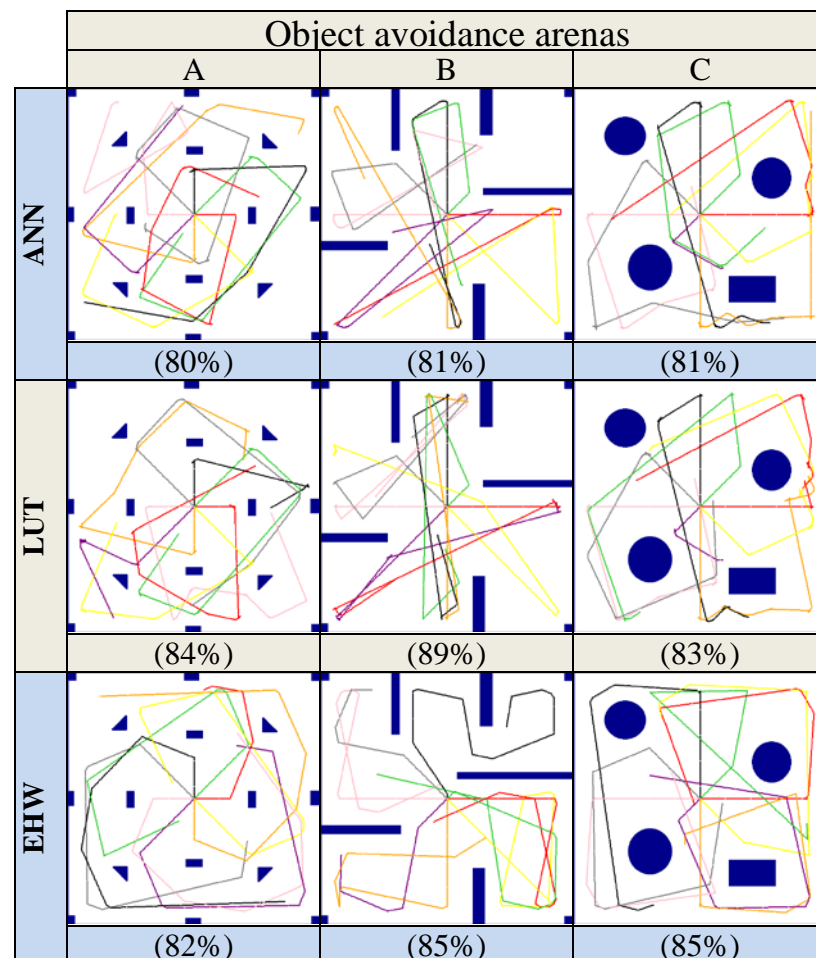 Object avoidance arenas
A B C
ANN
(80%) (81%) (81%)
LUT
(84%) (89%) (83%)
EHW
(82%) (85%) (85%)